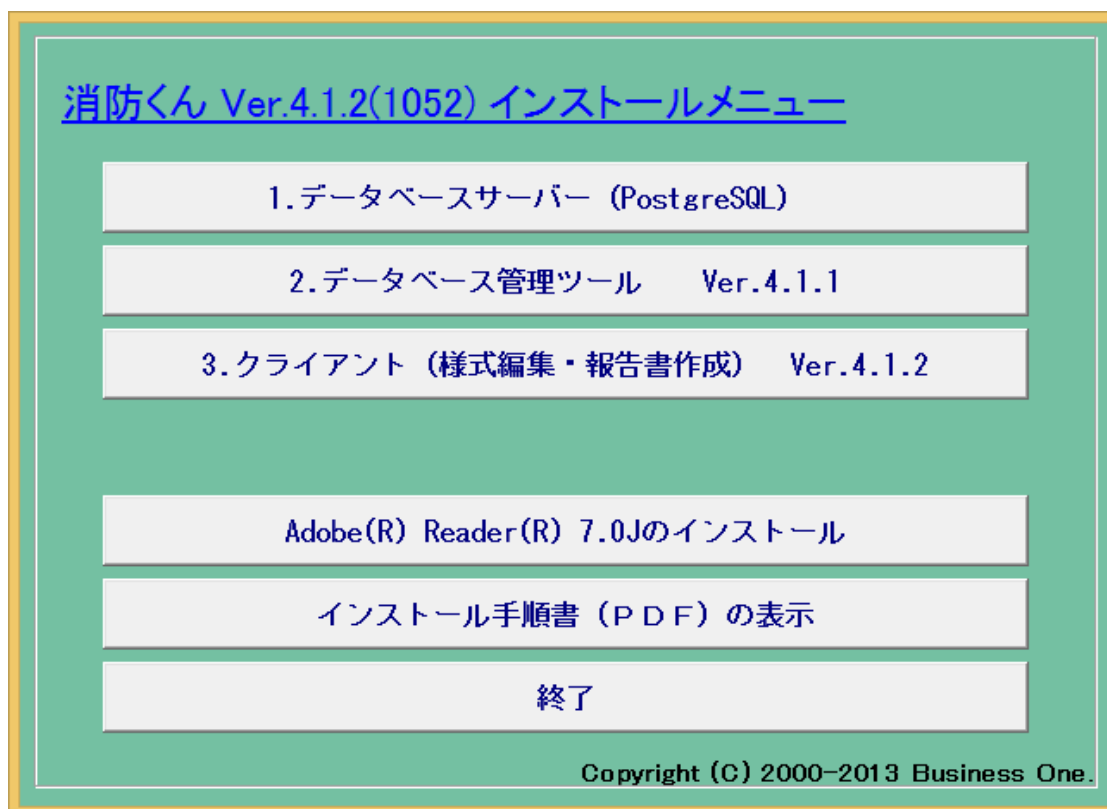 消防くん Ver.4.1.2(1052) インストールメニュー
1.データベースサーバー (PostgreSQL)
2.データベース管理ツール　　Ver.4.1.1
3.クライアント (様式編集・報告書作成)　Ver.4.1.2
Adobe(R) Reader(R) 7.0Jのインストール
インストール手順書（ＰＤＦ）の表示
終了
Copyright (C) 2000-2013 Business One.